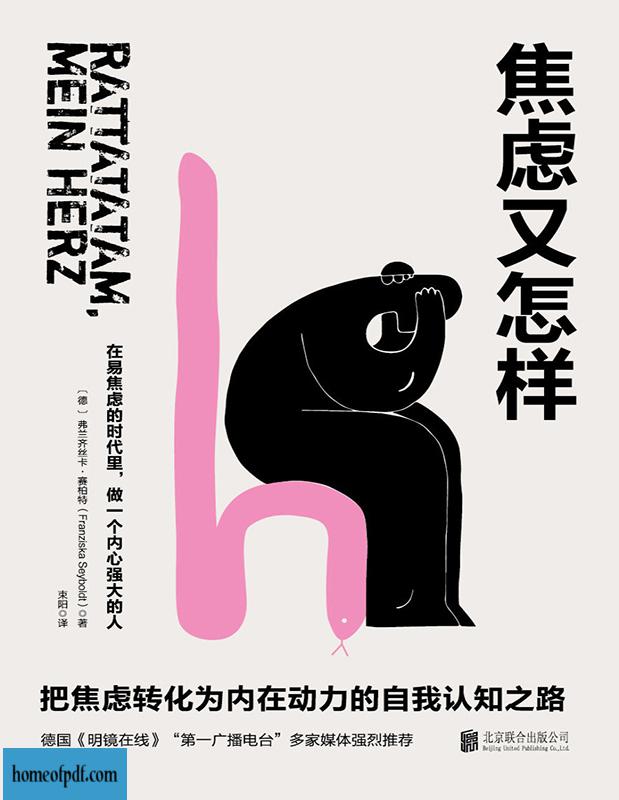 焦虑又怎样
RATTATATAM,
MEIN HERZ
在易焦虑的时代里，做一个内心强大的人
〔德〕弗兰齐丝卡·赛柏特（Franziska Seyboldt）◎著
束阳◎译
把焦虑转化为内在动力的自我认知之路
德国《明镜在线》“第一广播电台”多家媒体强烈推荐
北京联合出版公司
Beijing United Publishing Co.,Ltd.
homeofpdf.com